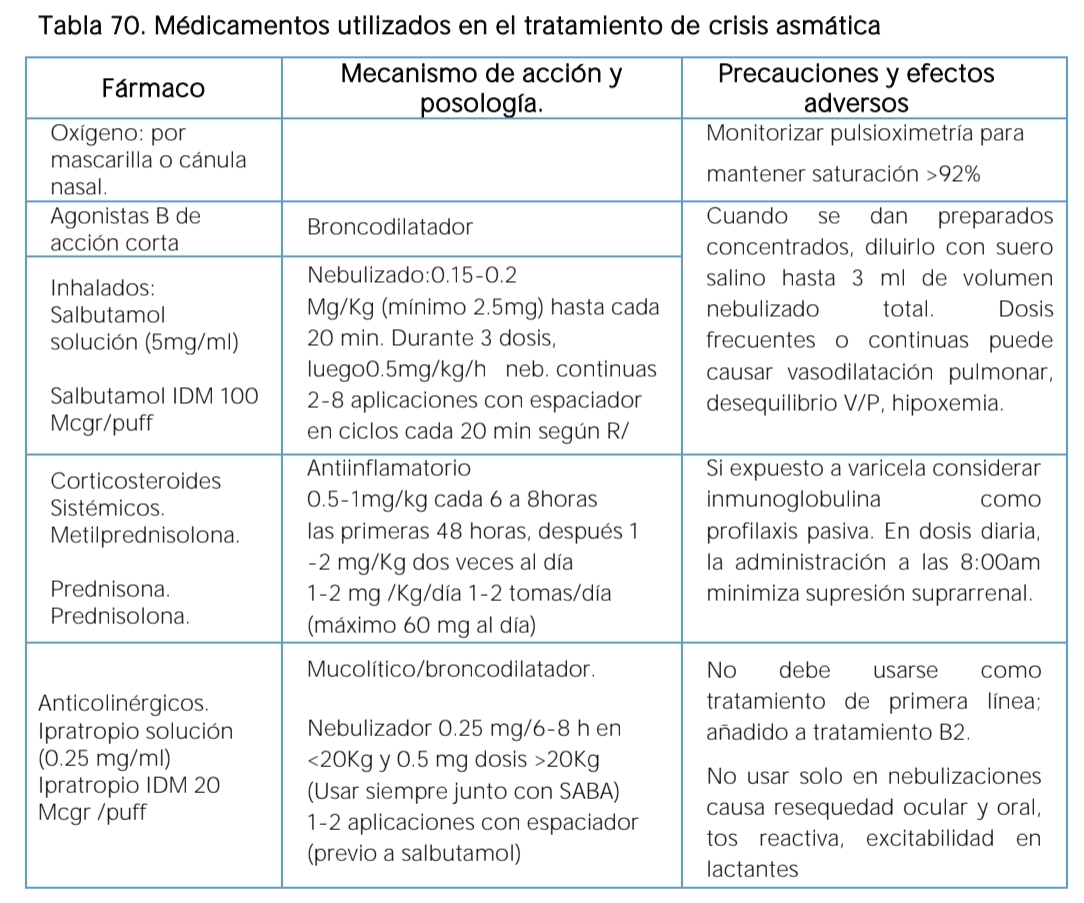 Tabla 70. Médicamentos utilizados en el tratamiento de crisis asmática
Fármaco
Mecanismo de acción y
posología.
Precauciones y efectos
adversos
Oxígeno: por
mascarilla o cánula
nasal.
Monitorizar pulsioximetría para
mantener saturación >92%
Agonistas B de
acción corta
Broncodilatador
Cuando se dan preparados
concentrados, diluirlo con suero
salino hasta 3 ml de volumen
nebulizado total. Dosis
frecuentes o continuas puede
causar vasodilatación pulmonar,
desequilibrio V/P, hipoxemia.
Inhalados:
Salbutamol
solución (5mg/ml)
Salbutamol IDM 100
Mcgr/puff
Nebulizado:0.15-0.2
Mg/Kg (mínimo 2.5mg) hasta cada
20 min. Durante 3 dosis,
luego0.5mg/kg/h neb. continuas
2-8 aplicaciones con espaciador
en ciclos cada 20 min según R/
Corticosteroides
Sistémicos.
Metilprednisolona.
Prednisona.
Prednisolona.
Antiinflamatorio
0.5-1mg/kg cada 6 a 8horas
las primeras 48 horas, después 1
-2 mg/Kg dos veces al día
1-2 mg /Kg/día 1-2 tomas/día
(máximo 60 mg al día)
Si expuesto a varicela considerar
inmunoglobulina como
profilaxis pasiva. En dosis diaria,
la administración a las 8:00am
minimiza supresión suprarrenal.
Anticolinérgicos.
Ipratropio solución
(0.25 mg/ml)
Ipratropio IDM 20
Mcgr /puff
Mucolítico/broncodilatador.
Nebulizador 0.25 mg/6-8 h en
<20Kg y 0.5 mg dosis >20Kg
(Usar siempre junto con SABA)
1-2 aplicaciones con espaciador
(previo a salbutamol)
No debe usarse como
tratamiento de primera línea;
añadido a tratamiento B2.
No usar solo en nebulizaciones
causa resequedad ocular y oral,
tos reactiva, excitabilidad en
lactantes